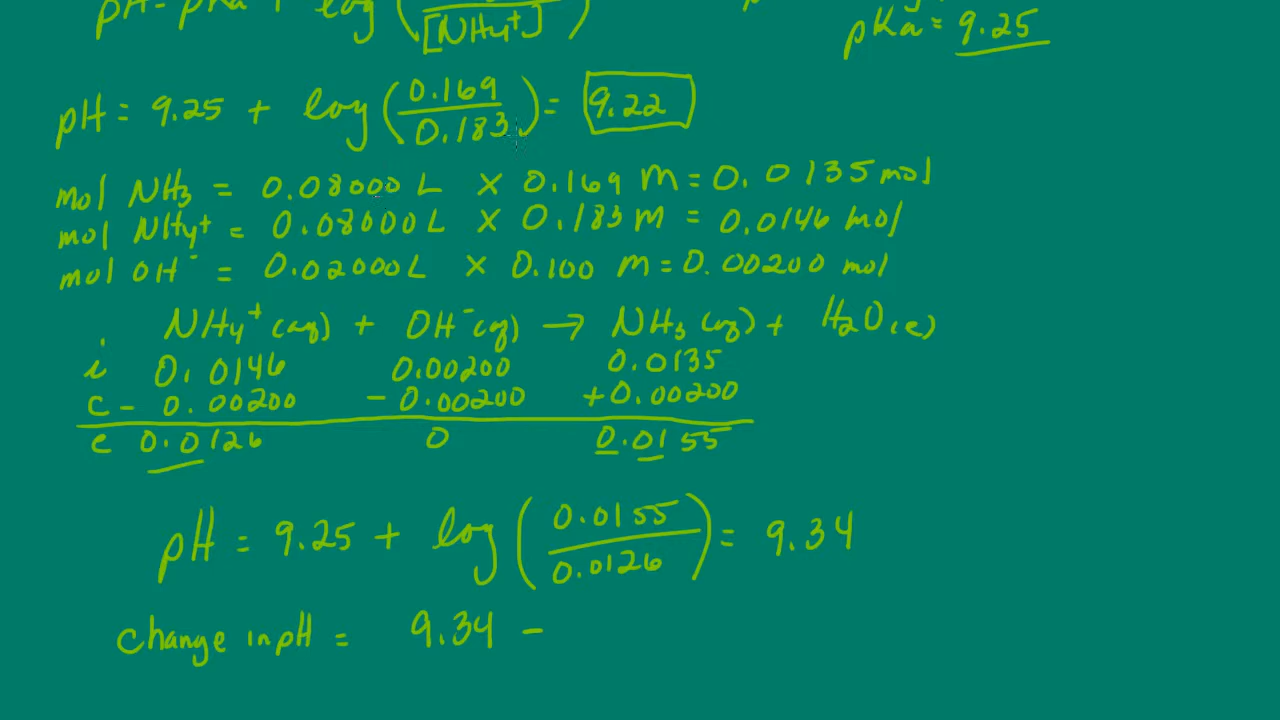 pH = pKa + log ( / [NH4+] )
pKa = 9.25
pH = 9.25 + log (0.169 / 0.183) = 9.22
mol NH3 = 0.08000 L × 0.169 M = 0.0135 mol
mol NH4+ = 0.08000 L × 0.183 M = 0.0146 mol
mol OH- = 0.02000 L × 0.100 M = 0.00200 mol
NH4+ (aq) + OH- (aq) → NH3 (aq) + H2O (l)
i 0.0146 0.00200 0.0135
C - 0.00200 - 0.00200 + 0.00200
e 0.0126 0 0.0155
pH = 9.25 + log (0.0155 / 0.0126) = 9.34
Change in pH = 9.34 -